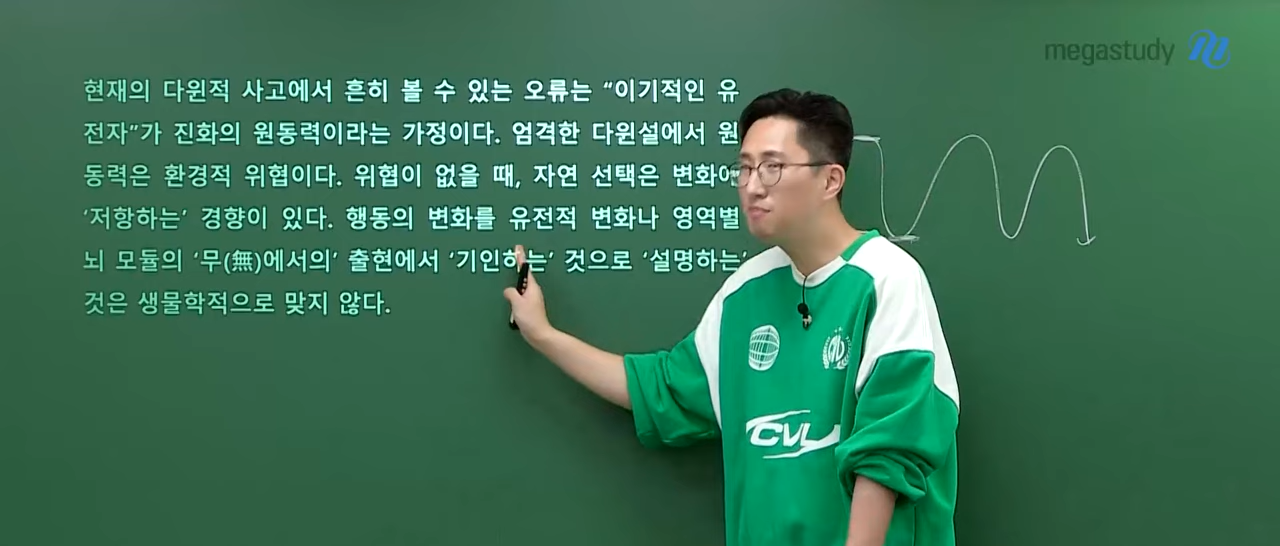 megastudy
현재의 다윈적 사고에서 흔히 볼 수 있는 오류는 “이기적인 유
전자”가 진화의 원동력이라는 가정이다. 엄격한 다윈설에서 원
동력은 환경적 위협이다. 위협이 없을 때, 자연 선택은 변화에
‘저항하는’ 경향이 있다. 행동의 변화를 유전적 변화나 영역별
뇌 모듈의 ‘무(無)에서의’ 출현에서 ‘기인하는’ 것으로 ‘설명하는’
것은 생물학적으로 맞지 않다.